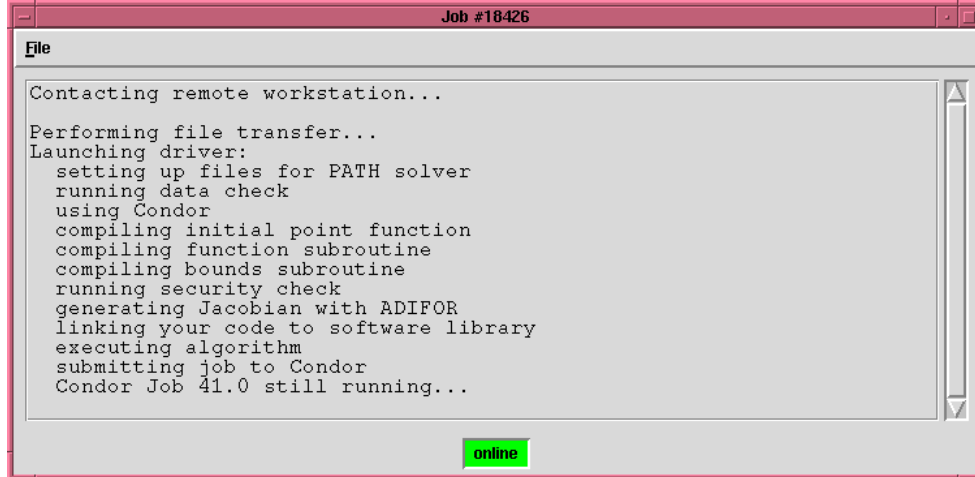 Job #18426
File
Contacting remote workstation...
Performing file transfer...
Launching driver:
setting up files for PATH solver
running data check
using Condor
compiling initial point function
compiling function subroutine
compiling bounds subroutine
running security check
generating Jacobian with ADIFOR
linking your code to software library
executing algorithm
submitting job to Condor
Condor Job 41.0 still running...
online